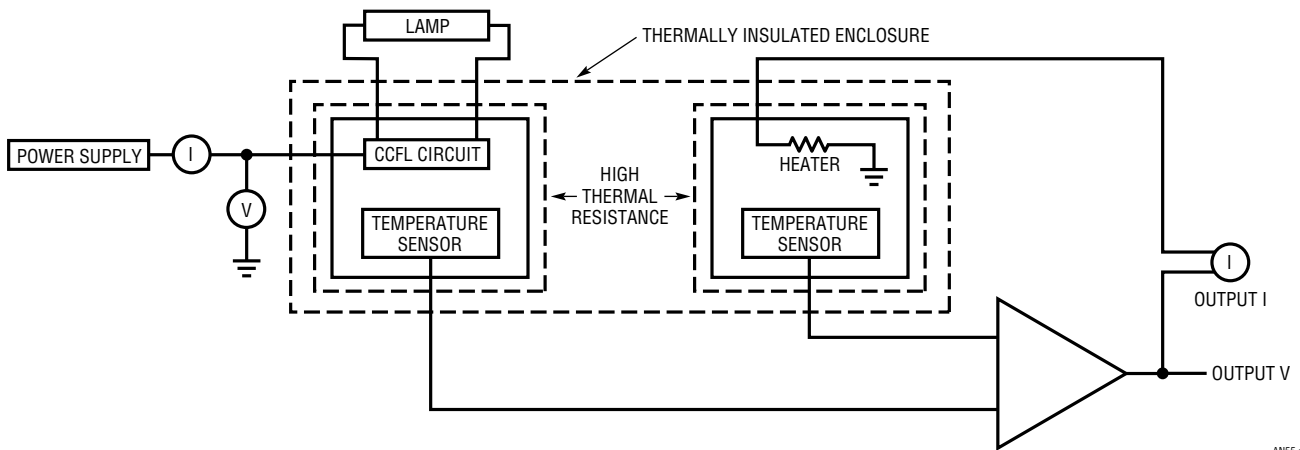 LAMP
THERMALLY INSULATED ENCLOSURE
POWER SUPPLY
I
CCFL CIRCUIT
HEATER
HIGH
THERMAL
RESISTANCE
V
TEMPERATURE
SENSOR
TEMPERATURE
SENSOR
I
OUTPUT I
OUTPUT V